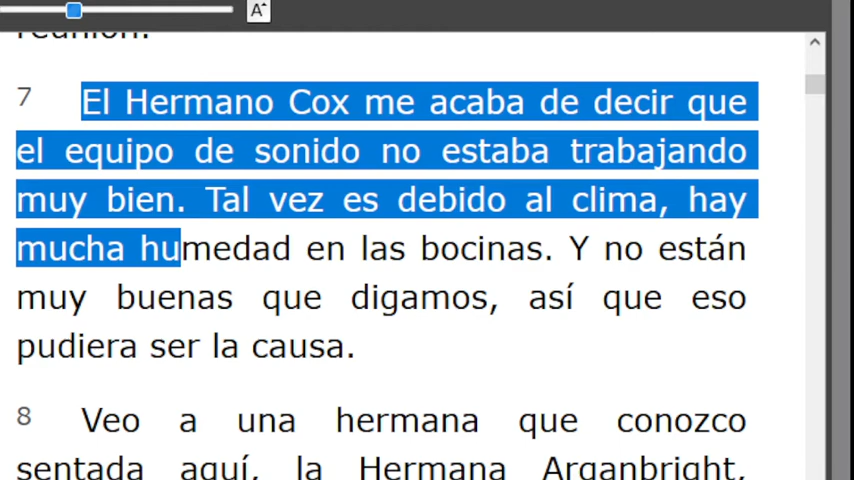 A
reunión.
7 El Hermano Cox me acaba de decir que
el equipo de sonido no estaba trabajando
muy bien. Tal vez es debido al clima, hay
mucha humedad en las bocinas. Y no están
muy buenas que digamos, así que eso
pudiera ser la causa.
8 Veo a una hermana que conozco
sentada aquí, la Hermana Arganbright,